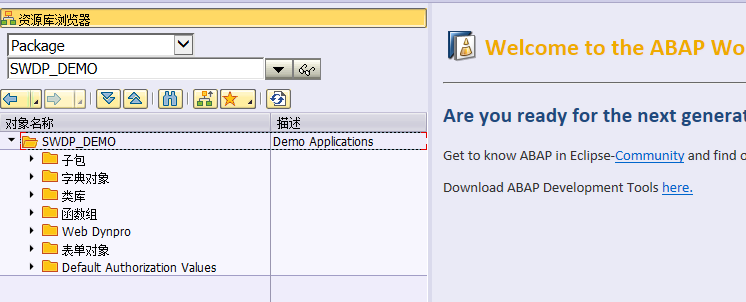 资源库浏览器
Package
SWDP_DEMO
对象名称 描述
SWDP_DEMO Demo Applications
子包
字典对象
类库
函数组
Web Dynpro
表单对象
Default Authorization Values
Welcome to the ABAP Wo
Are you ready for the next generat
Get to know ABAP in Eclipse-Community and find o
Download ABAP Development Tools here.